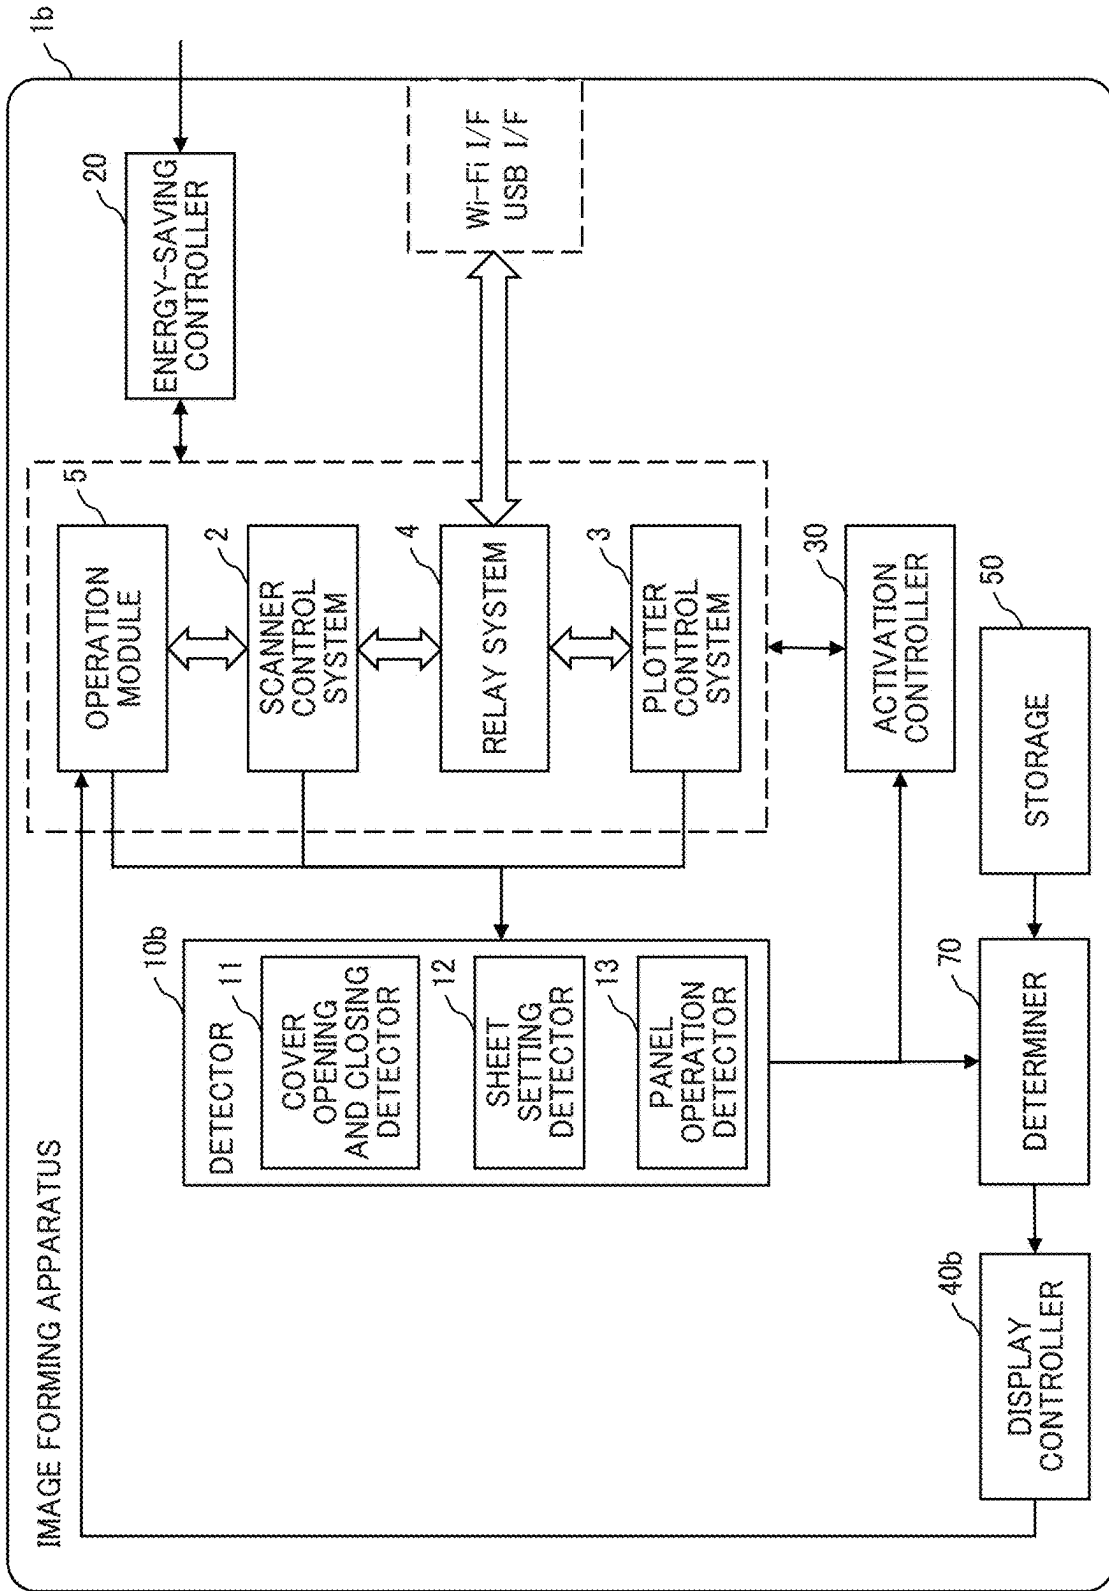 1b
IMAGE FORMING APPARATUS
20
ENERGY-SAVING
CONTROLLER
5
OPERATION
MODULE
2
SCANNER
CONTROL
SYSTEM
4
RELAY SYSTEM
3
PLOTTER
CONTROL
SYSTEM
Wi-Fi I/F
USB I/F
10b
DETECTOR
11
COVER
OPENING
AND CLOSING
DETECTOR
12
SHEET
SETTING
DETECTOR
13
PANEL
OPERATION
DETECTOR
30
ACTIVATION
CONTROLLER
40b
DISPLAY
CONTROLLER
70
DETERMINER
50
STORAGE